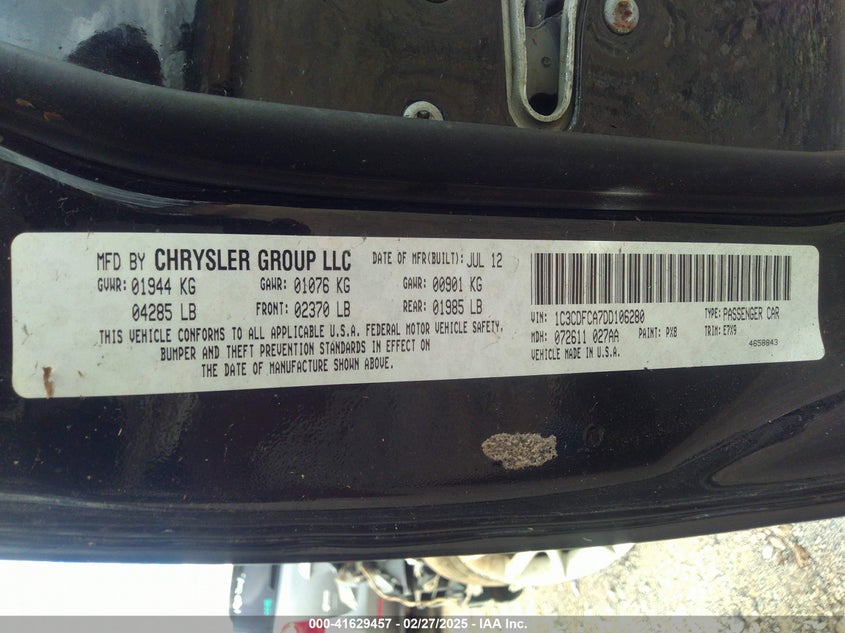 MFD BY CHRYSLER GROUP LLC
DATE OF MFR(BUILT): JUL 12
GVWR: 01944 KG GAWR: 01076 KG GAWR: 00901 KG
04285 LB FRONT: 02370 LB REAR: 01985 LB
THIS VEHICLE CONFORMS TO ALL APPLICABLE U.S.A. FEDERAL MOTOR VEHICLE SAFETY,
BUMPER AND THEFT PREVENTION STANDARDS IN EFFECT ON
THE DATE OF MANUFACTURE SHOWN ABOVE.
VIN: 1C3CDFCA7DD106280 TYPE: PASSENGER CAR
MDH: 072611 027AA PAINT: PX8 TRIM: E7X9
VEHICLE MADE IN U.S.A. 4658843
000-41629457 - 02/27/2025 - IAA Inc.